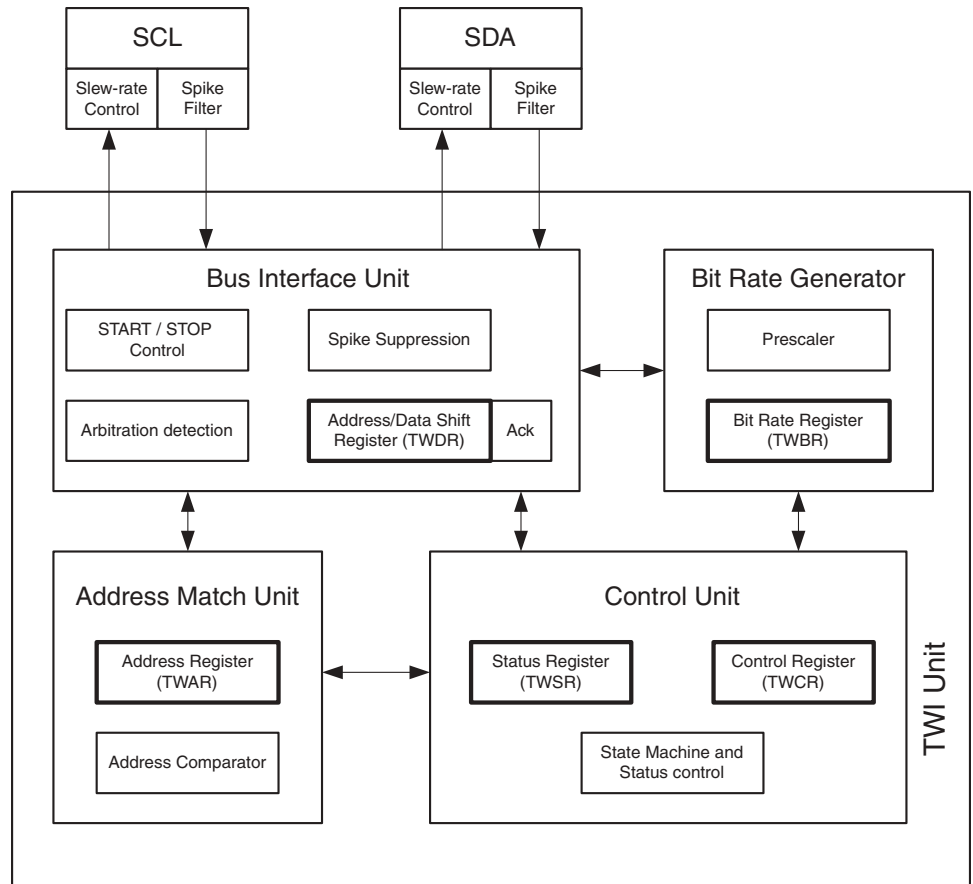 SCL
Slew-rate
Control
Spike
Filter
SDA
Slew-rate
Control
Spike
Filter
Bus Interface Unit
START / STOP
Control
Spike Suppression
Arbitration detection
Address/Data Shift
Register (TWDR)
Ack
Bit Rate Generator
Prescaler
Bit Rate Register
(TWBR)
Address Match Unit
Address Register
(TWAR)
Address Comparator
Control Unit
Status Register
(TWSR)
Control Register
(TWCR)
State Machine and
Status control
TWI Unit